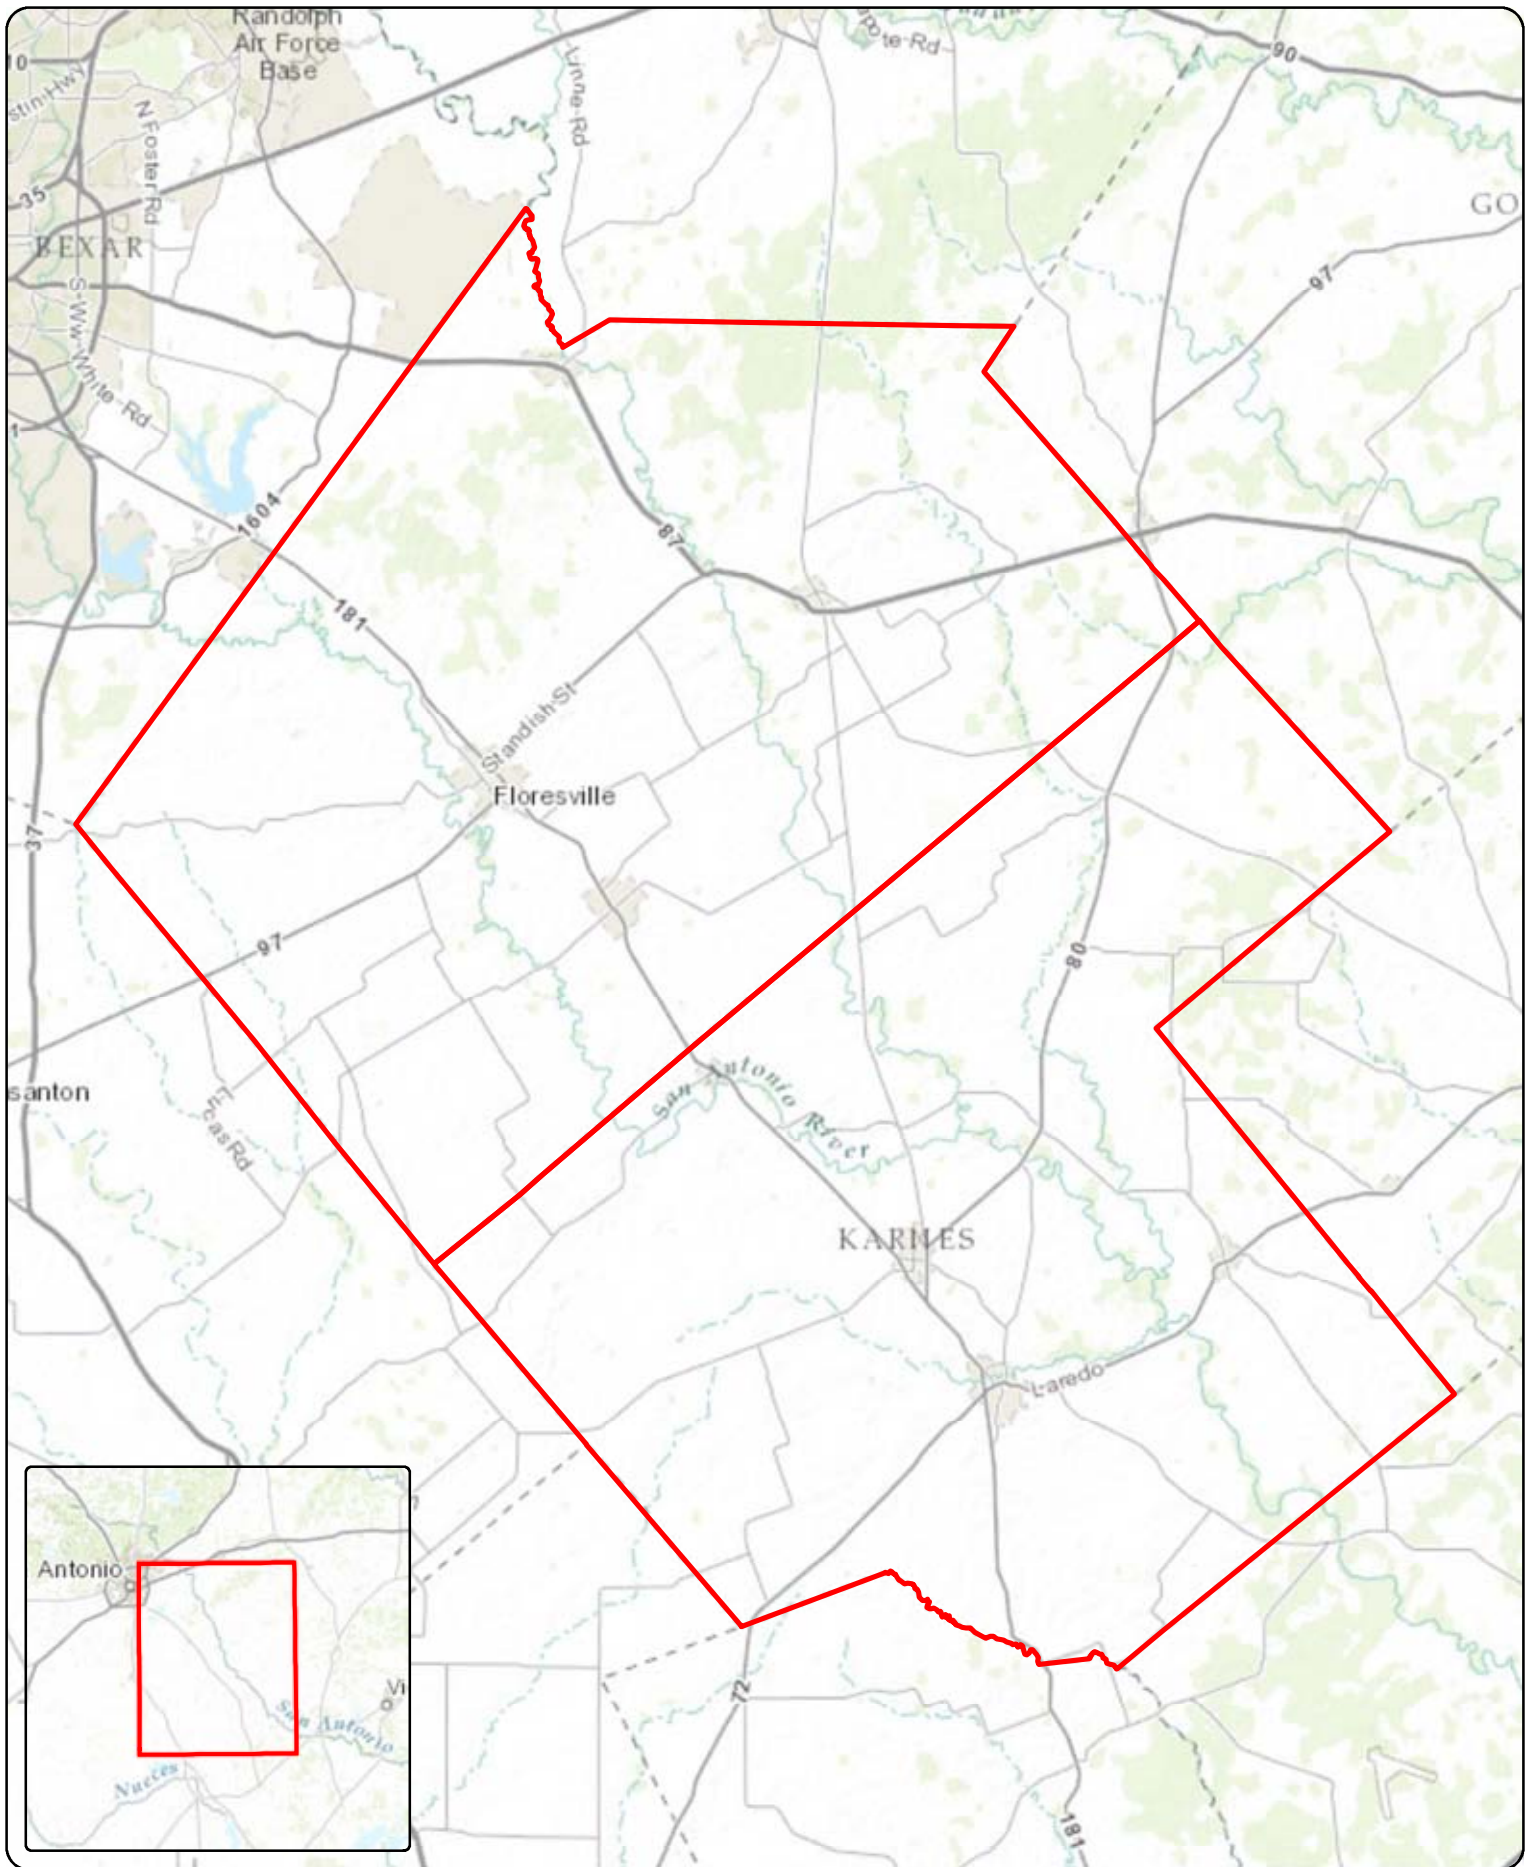 Randolph
Air Force
Base
10
90
Linne-Rd
N Foster Rd
35
BEXAR
GO
97
S-Ww-White-Rd
1
1604
87
181
Standish-St
Floresville
37
97
80
santon
San Antonio River
KARNES
Laredo
72
181
Antonio
Vi
San Antonio
Nueces